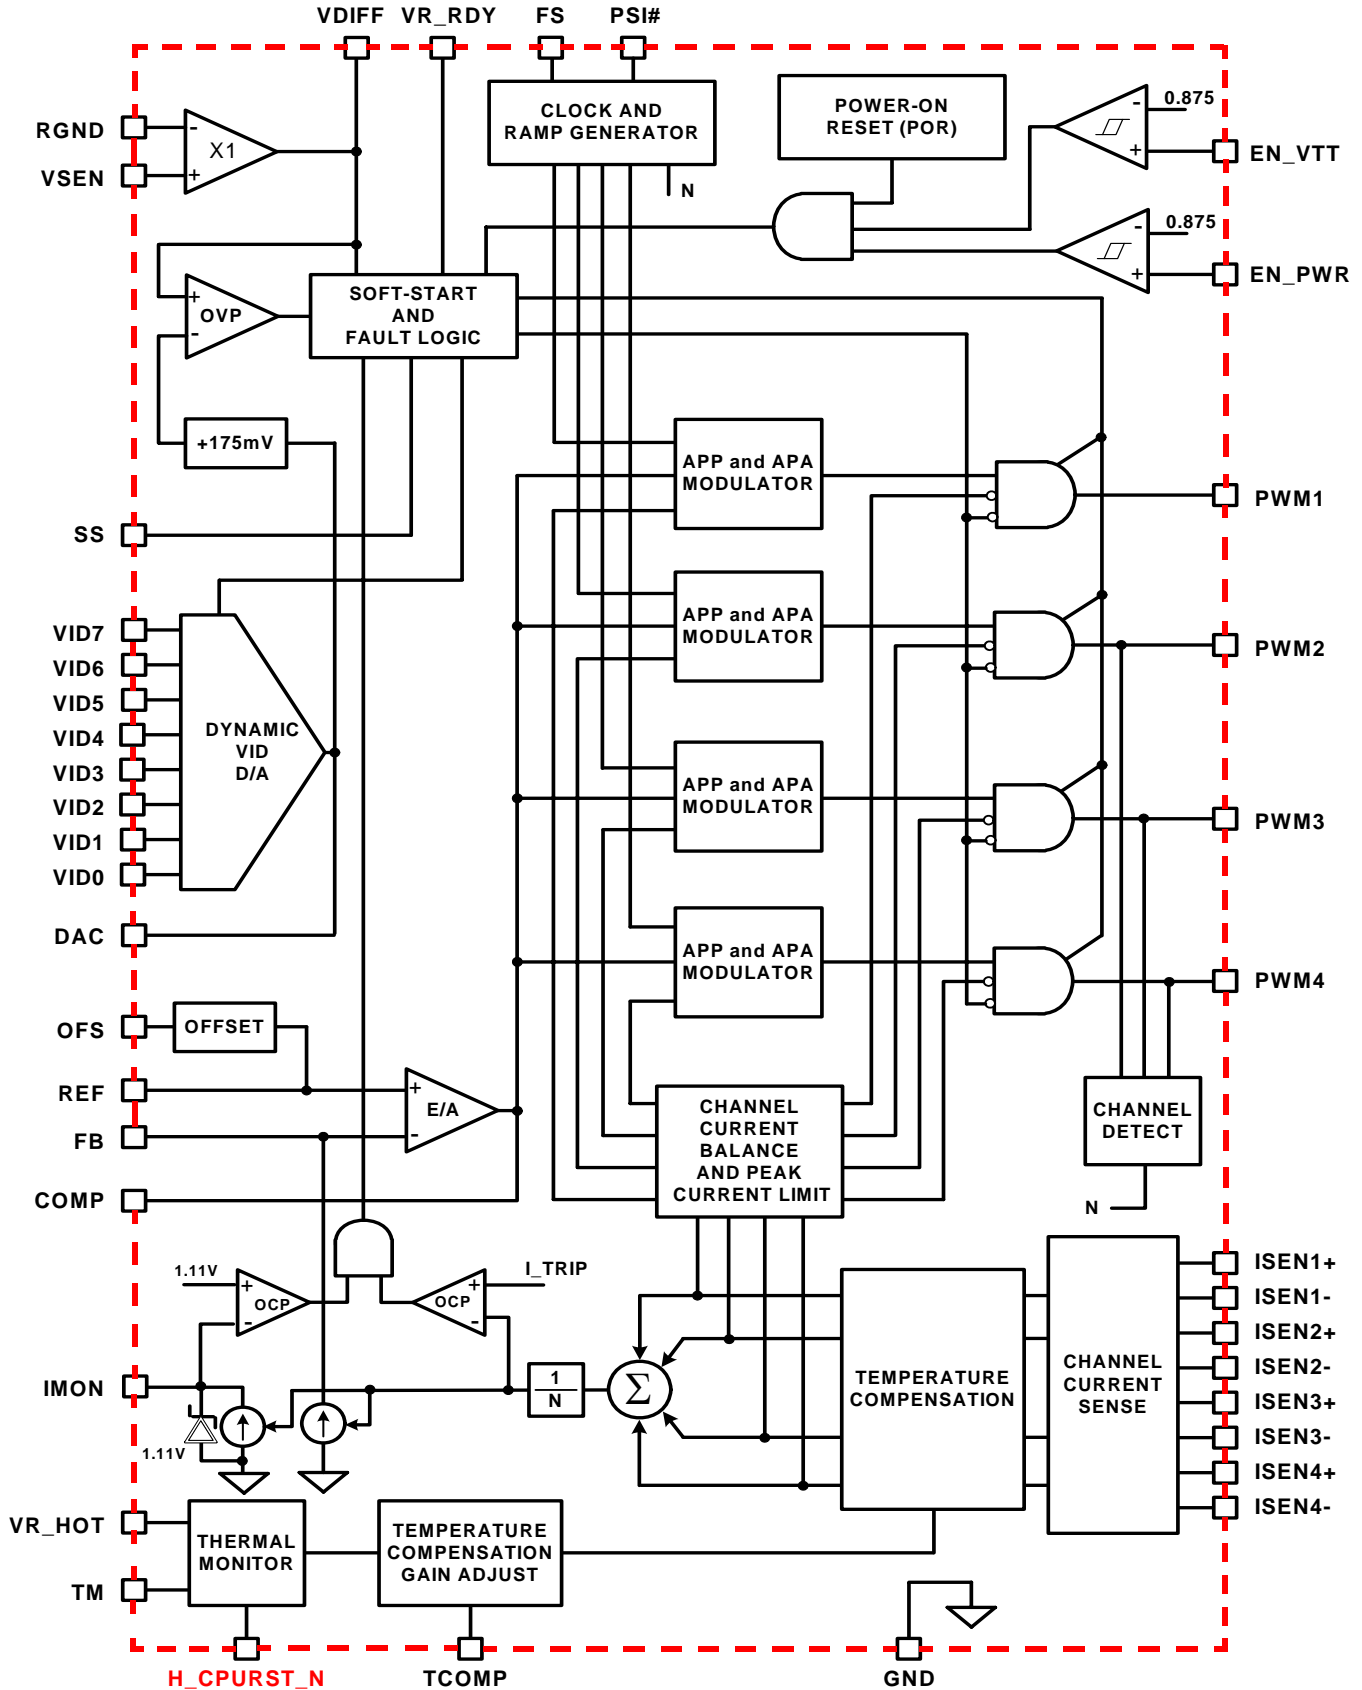 VDIFF
VR_RDY
FS
PSI#
RGND
VSEN
-
+
X1
CLOCK AND
RAMP GENERATOR
N
POWER-ON
RESET (POR)
-
+
0.875
EN_VTT
-
+
0.875
EN_PWR
+
-
OVP
SOFT-START
AND
FAULT LOGIC
+175mV
SS
APP and APA
MODULATOR
PWM1
VID7
VID6
VID5
VID4
VID3
VID2
VID1
VID0
DYNAMIC
VID
D/A
APP and APA
MODULATOR
PWM2
APP and APA
MODULATOR
PWM3
DAC
APP and APA
MODULATOR
PWM4
OFS
OFFSET
REF
FB
+
-
E/A
COMP
CHANNEL
CURRENT
BALANCE
AND PEAK
CURRENT LIMIT
CHANNEL
DETECT
N
1.11V
+
-
OCP
OCP
+
-
I_TRIP
IMON
1.11V
1
N
Σ
TEMPERATURE
COMPENSATION
CHANNEL
CURRENT
SENSE
ISEN1+
ISEN1-
ISEN2+
ISEN2-
ISEN3+
ISEN3-
ISEN4+
ISEN4-
VR_HOT
TM
THERMAL
MONITOR
TEMPERATURE
COMPENSATION
GAIN ADJUST
H_CPURST_N
TCOMP
GND